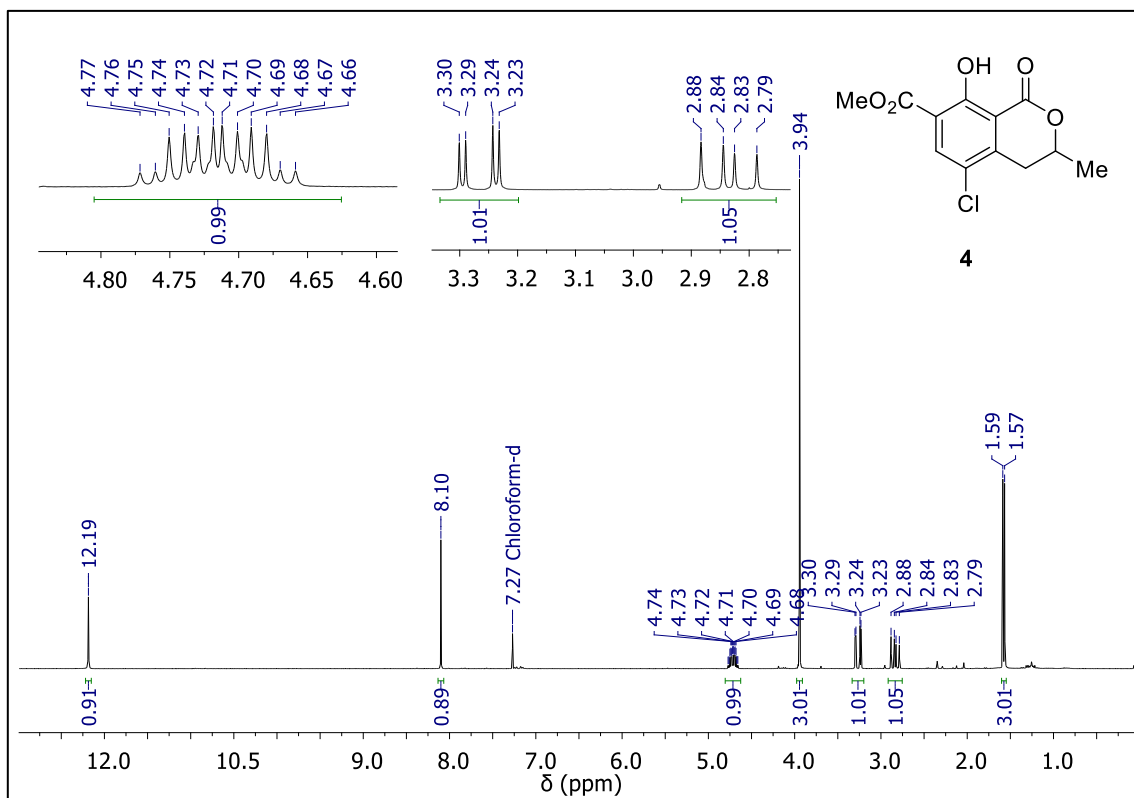 4.77 4.76 4.75 4.74 4.73 4.72 4.71 4.70 4.69 4.68 4.67 4.66
0.99
4.80 4.75 4.70 4.65 4.60
3.30 3.29 3.24 3.23
2.88 2.84 2.83 2.79
1.01 1.05
3.3 3.2 3.1 3.0 2.9 2.8
OH O
MeO₂C O
Cl
4
12.19
8.10
7.27 Chloroform-d
4.74 4.73 4.72 4.71 4.70 4.69 4.68
3.94
3.30 3.29 3.24 3.23 2.88 2.84 2.83 2.79
1.59 1.57
0.91 0.89 0.99 3.01 1.01 1.05 3.01
12.0 10.5 9.0 8.0 7.0 6.0 5.0 4.0 3.0 2.0 1.0
δ (ppm)